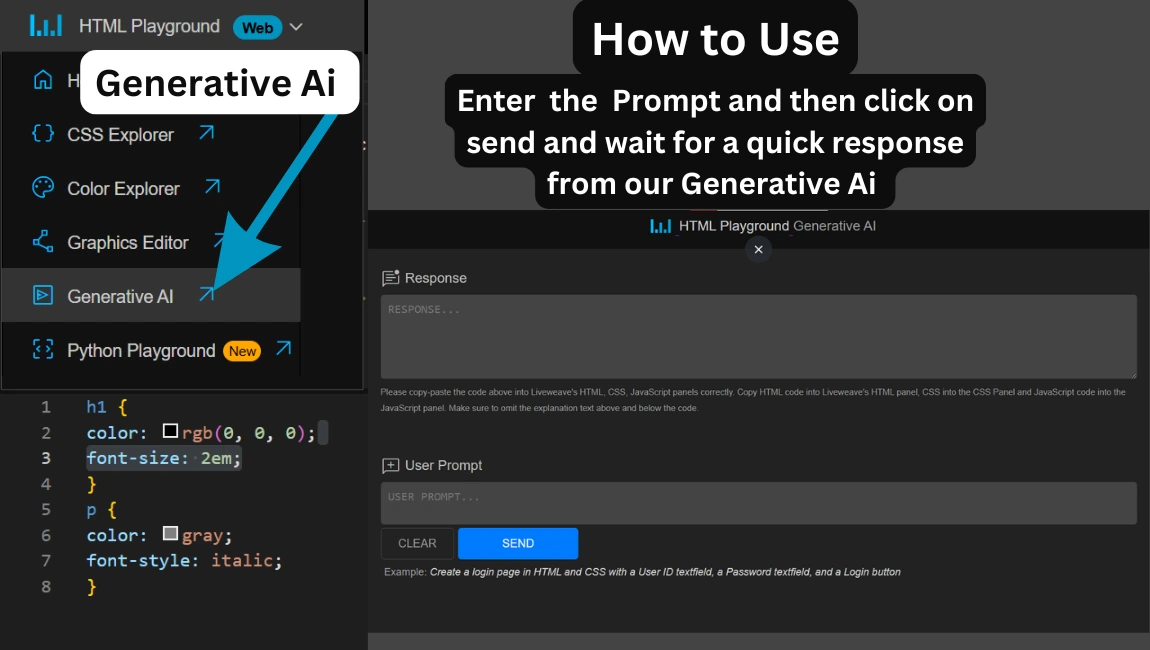 HTML Playground Web
H
Generative Ai
CSS Explorer
Color Explorer
Graphics Editor
Generative AI
Python Playground New
1 h1 {
2 color: rgb(0, 0, 0);
3 font-size: 2em;
4 }
5 p {
6 color: gray;
7 font-style: italic;
8 }
How to Use
Enter the Prompt and then click on
send and wait for a quick response
from our Generative Ai
HTML Playground Generative AI
Response
RESPONSE...
Please copy-paste the code above into Liveweave's HTML, CSS, JavaScript panels correctly. Copy HTML code into Liveweave's HTML panel, CSS into the CSS Panel and JavaScript code into the
JavaScript panel. Make sure to omit the explanation text above and below the code.
User Prompt
USER PROMPT...
CLEAR SEND
Example: Create a login page in HTML and CSS with a User ID textfield, a Password textfield, and a Login button